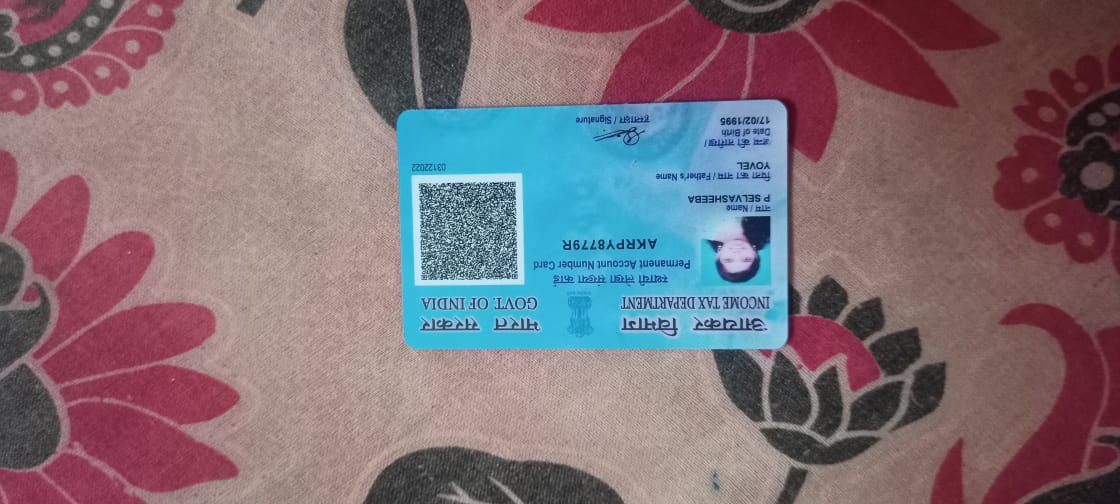 आयकर विभाग
INCOME TAX DEPARTMENT
भारत सरकार
GOVT. OF INDIA
स्थायी लेखा संख्या कार्ड
Permanent Account Number Card
AKRPY8779R
नाम / Name
P SELVASHEEBA
पिता का नाम / Father's Name
YOVEL
जन्म की तारीख /
Date of Birth
17/02/1995
हस्ताक्षर / Signature
03122022